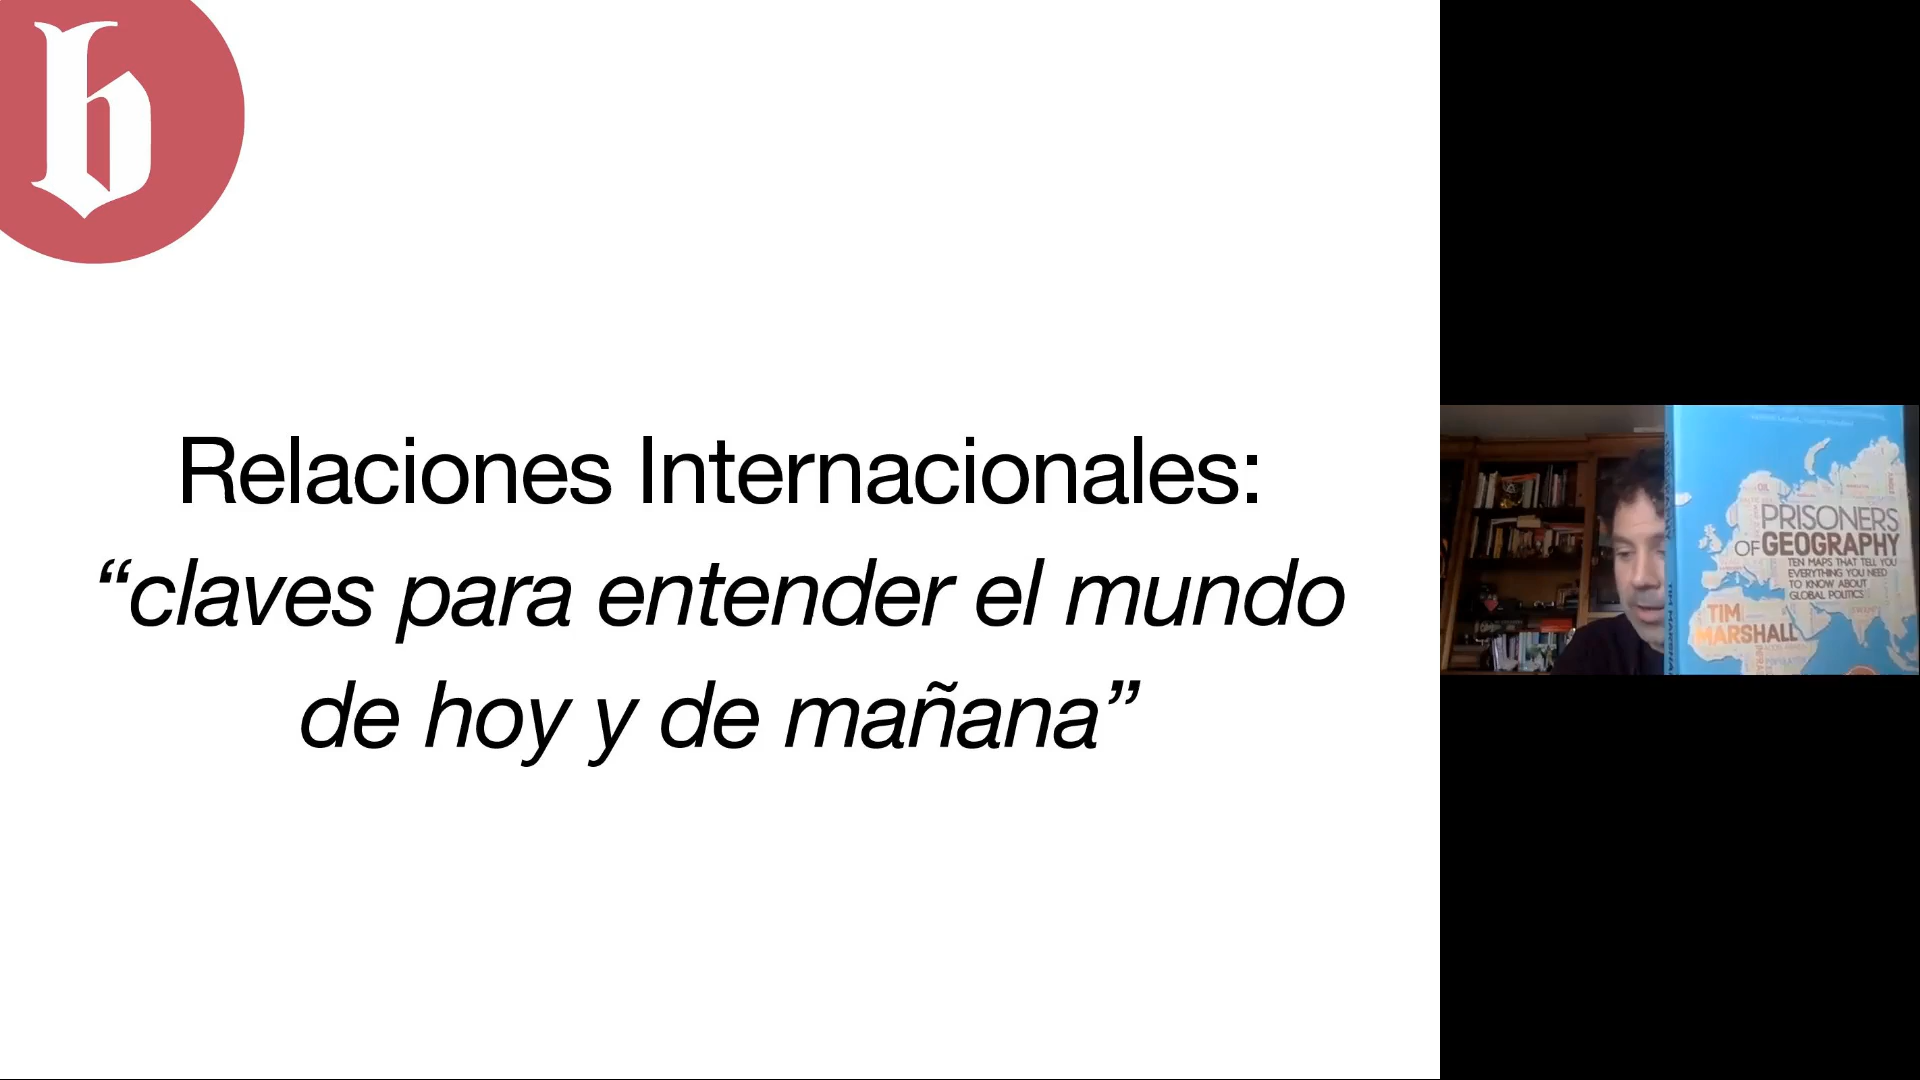 b
Relaciones Internacionales:
“claves para entender el mundo
de hoy y de mañana”
PRISONERS
OF GEOGRAPHY
TEN MAPS THAT TELL YOU
EVERYTHING YOU NEED
TO KNOW ABOUT
GLOBAL POLITICS
TIM
MARSHALL
OIL